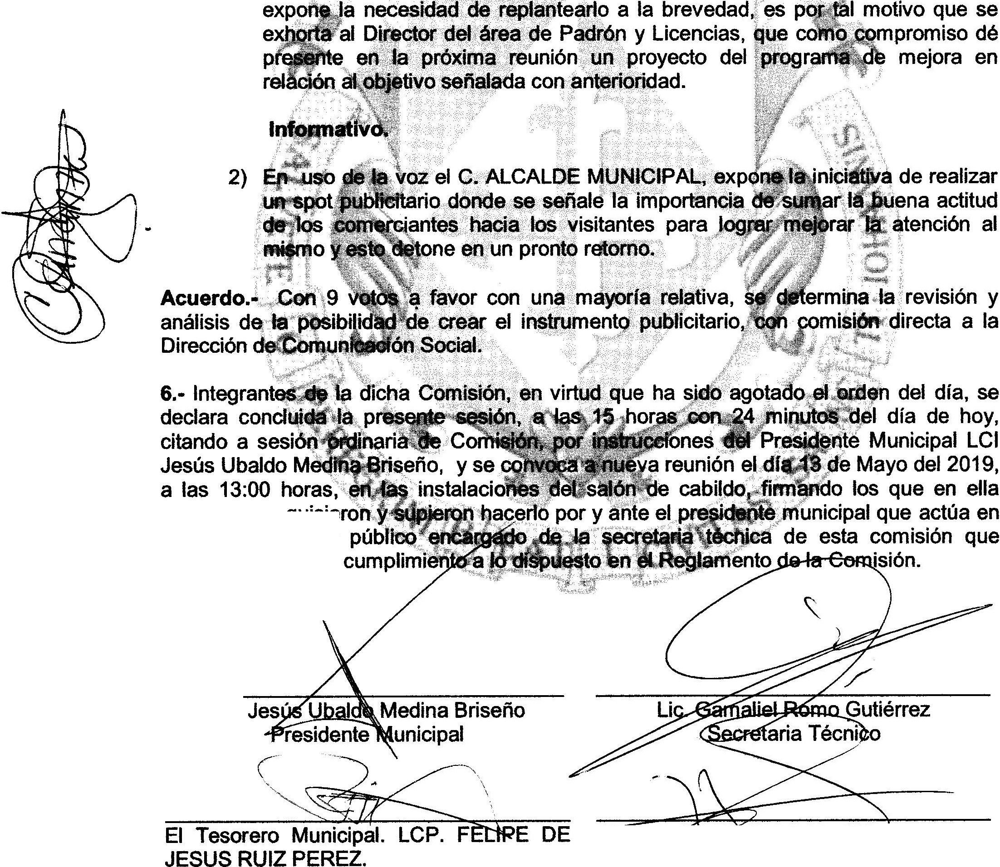 expone la necesidad de replantearlo a la brevedad, es por tal motivo que se
exhorta al Director del área de Padrón y Licencias, que como compromiso dé
presente en la próxima reunión un proyecto del programa de mejora en
relación al objetivo señalada con anterioridad.
Informativo.
2) En uso de la voz el C. ALCALDE MUNICIPAL, expone la iniciativa de realizar
un spot publicitario donde se señale la importancia de sumar la buena actitud
de los comerciantes hacia los visitantes para lograr mejorar la atención al
mismo y esto detone en un pronto retorno.
Acuerdo.- Con 9 votos a favor con una mayoría relativa, se determina la revisión y
análisis de la posibilidad de crear el instrumento publicitario, con comisión directa a la
Dirección de Comunicación Social.
6.- Integrantes de la dicha Comisión, en virtud que ha sido agotado el orden del día, se
declara concluida la presente sesión, a las 15 horas con 24 minutos del día de hoy,
citando a sesión ordinaria de Comisión, por instrucciones del Presidente Municipal LCI
Jesús Ubaldo Medina Briseño, y se convoca a nueva reunión el día 13 de Mayo del 2019,
a las 13:00 horas, en las instalaciones del salón de cabildo, firmando los que en ella
ron y supieron hacerlo por y ante el presidente municipal que actúa en
público encargado de la secretaria técnica de esta comisión que
cumplimiento a lo dispuesto en el Reglamento de la Comisión.
Jesús Ubaldo Medina Briseño
Presidente Municipal
Lic. Gamaliel Romo Gutiérrez
Secretaria Técnico
El Tesorero Municipal. LCP. FELIPE DE
JESUS RUIZ PEREZ.